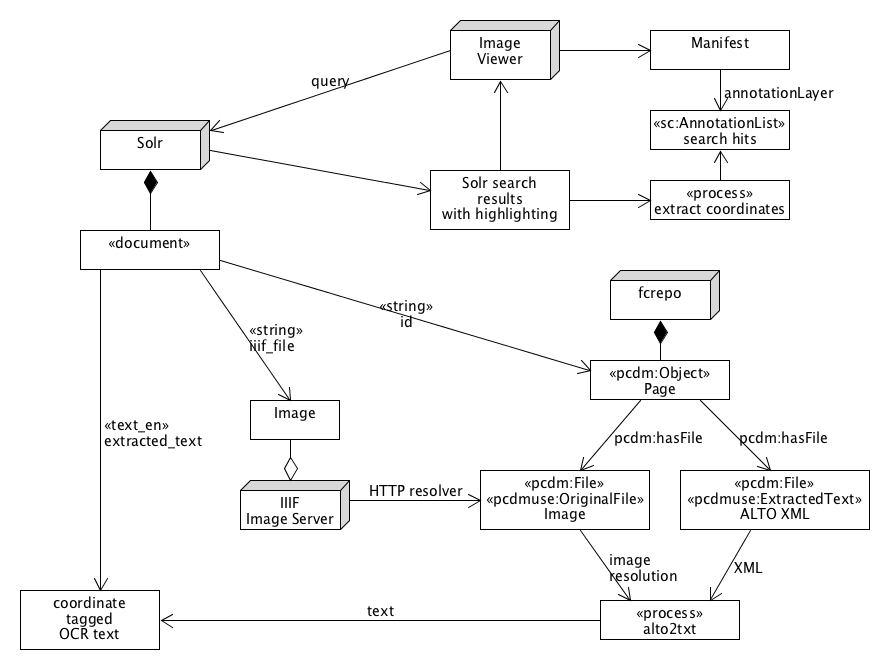 Image
Viewer
Manifest
query
annotationLayer
Solr
«sc:AnnotationList»
search hits
Solr search
results
with highlighting
«process»
extract coordinates
«document»
fcrepo
«string»
id
«string»
iiif_file
«pcdm:Object»
Page
«text_en»
extracted_text
Image
pcdm:hasFile
pcdm:hasFile
IIIF
Image Server
HTTP resolver
«pcdm:File»
«pcdmuse:OriginalFile»
Image
«pcdm:File»
«pcdmuse:ExtractedText»
ALTO XML
image
resolution
XML
coordinate
tagged
OCR text
text
«process»
alto2txt